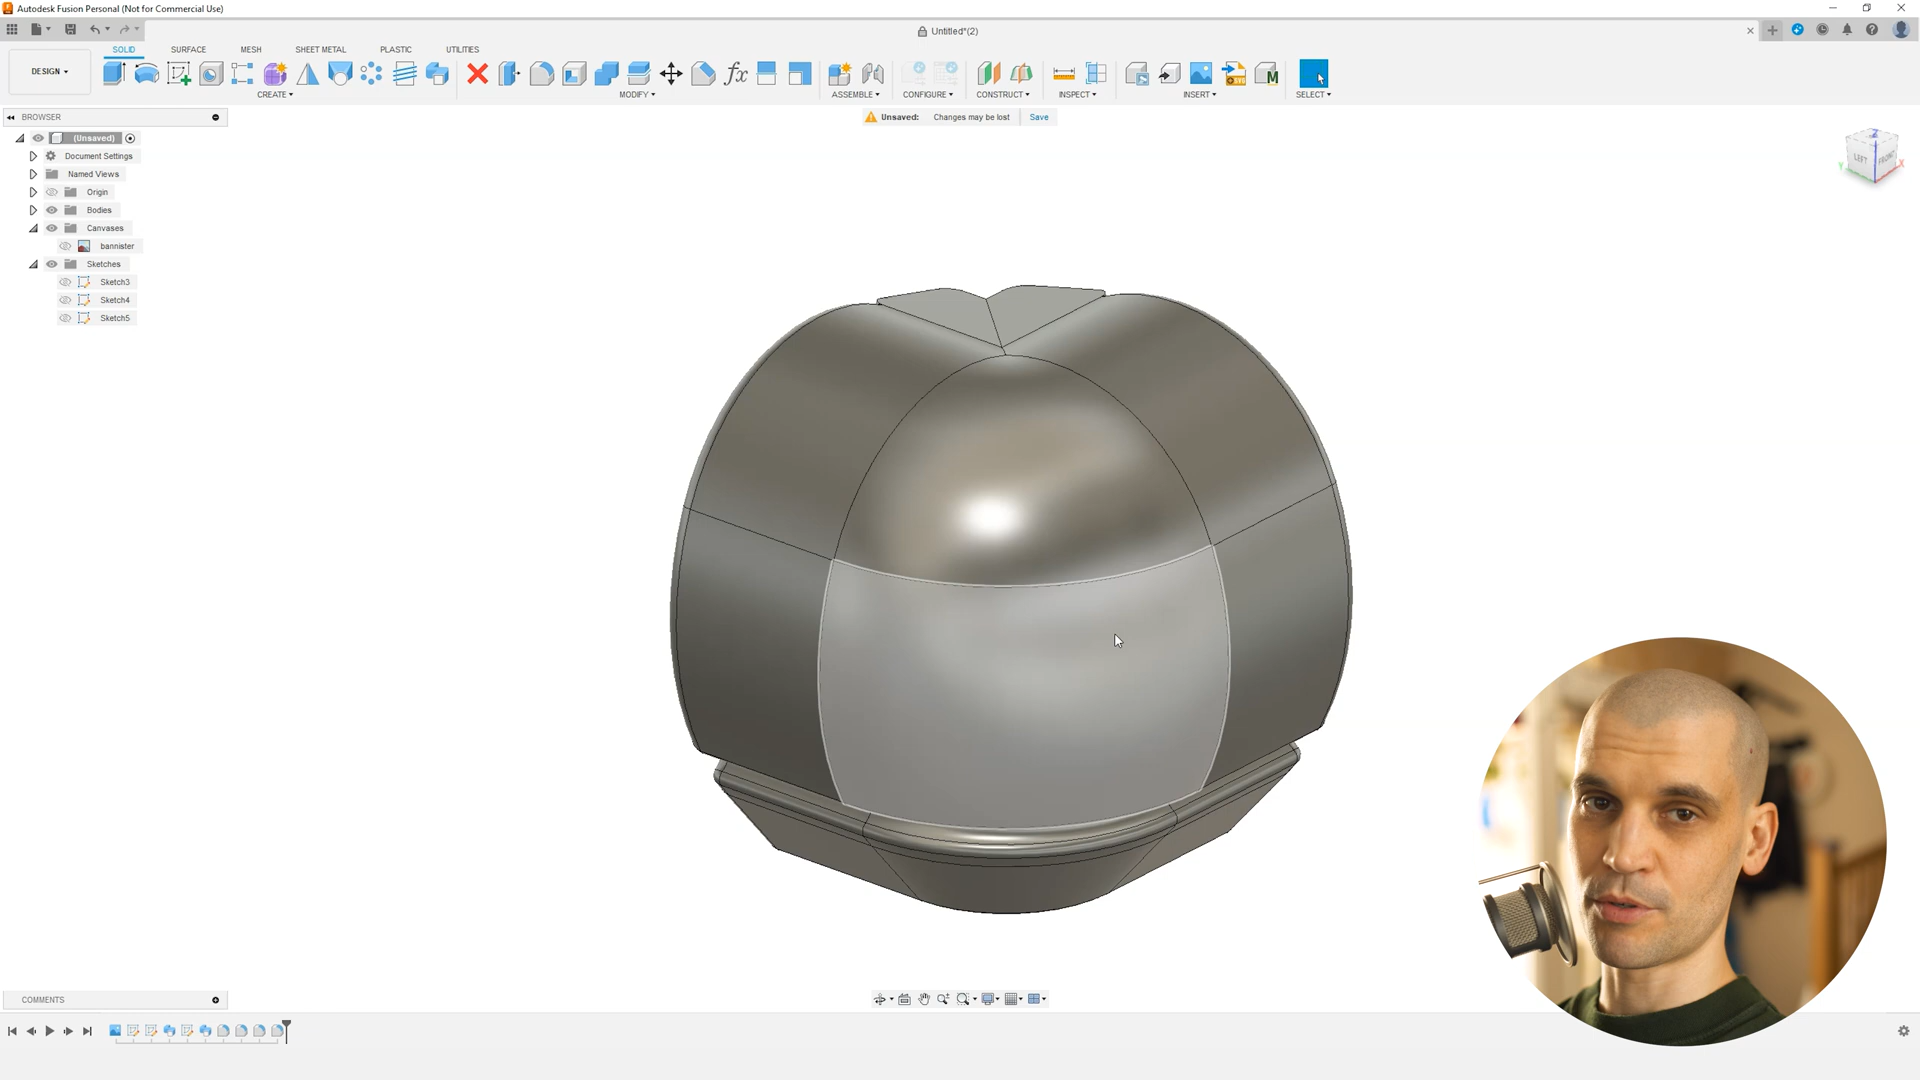 Autodesk Fusion Personal (Not for Commercial Use)
Untitled*(2)
SOLID SURFACE MESH SHEET METAL PLASTIC UTILITIES
DESIGN
CREATE MODIFY ASSEMBLE CONFIGURE CONSTRUCT INSPECT INSERT SELECT
BROWSER
Unsaved: Changes may be lost Save
(Unsaved)
Document Settings
Named Views
Origin
Bodies
Canvases
bannister
Sketches
Sketch3
Sketch4
Sketch5
LEFT FRONT
Z
X
Y
COMMENTS